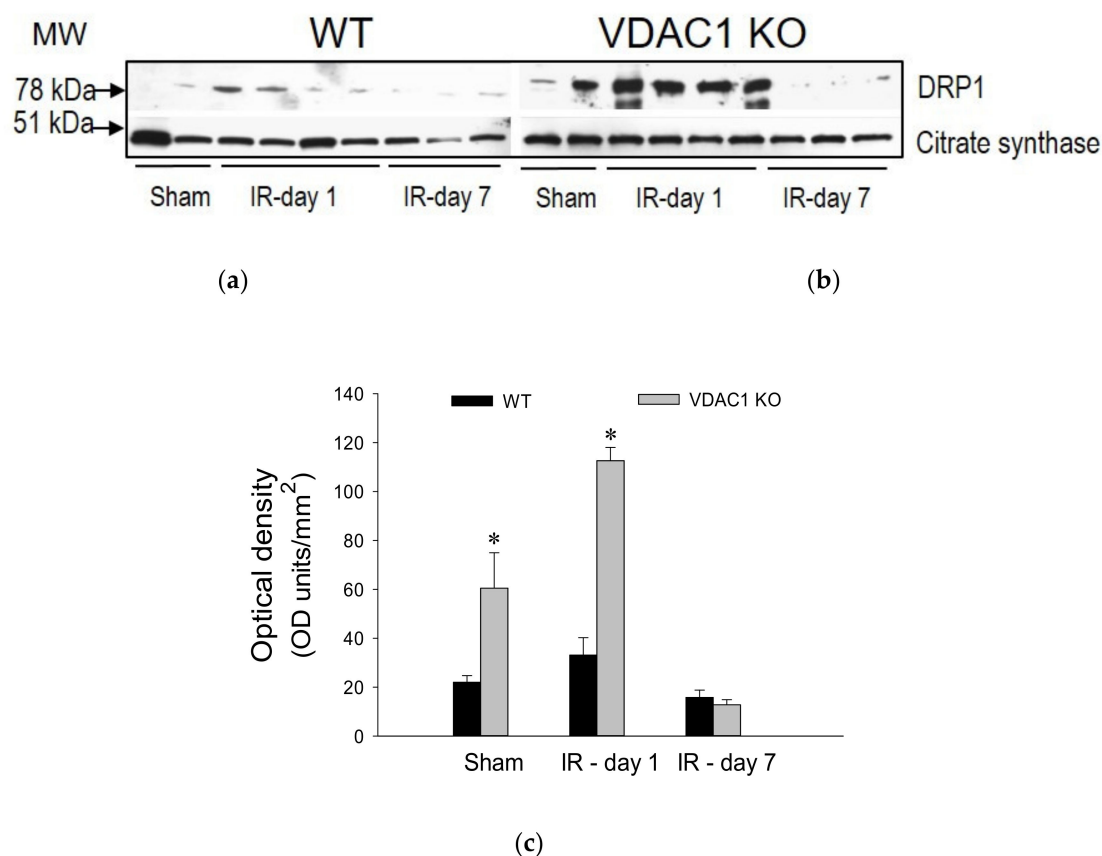 MW WT VDAC1 KO
78 kDa DRP1
51 kDa Citrate synthase
Sham IR-day 1 IR-day 7 Sham IR-day 1 IR-day 7
(a) (b)
140 WT VDAC1 KO
120
100
80
60
40
20
0
* *
Optical density
(OD units/mm²)
Sham IR - day 1 IR - day 7
(c)